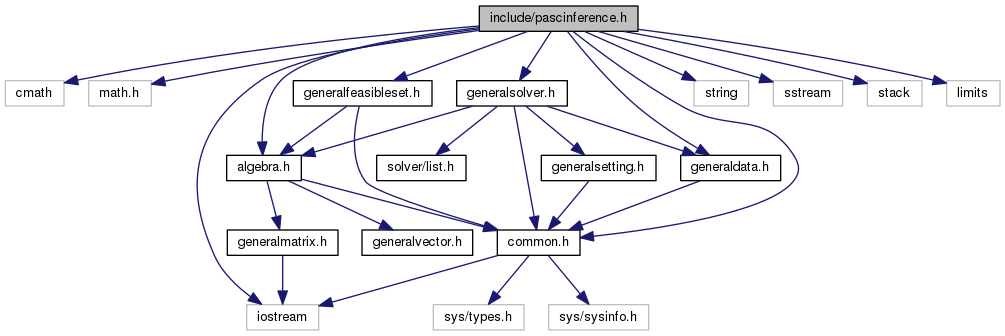 include/pascinference.h
cmath
math.h
generalfeasibleset.h
generalsolver.h
string
sstream
stack
limits
algebra.h
solver/list.h
generalsetting.h
generaldata.h
generalmatrix.h
generalvector.h
common.h
iostream
sys/types.h
sys/sysinfo.h